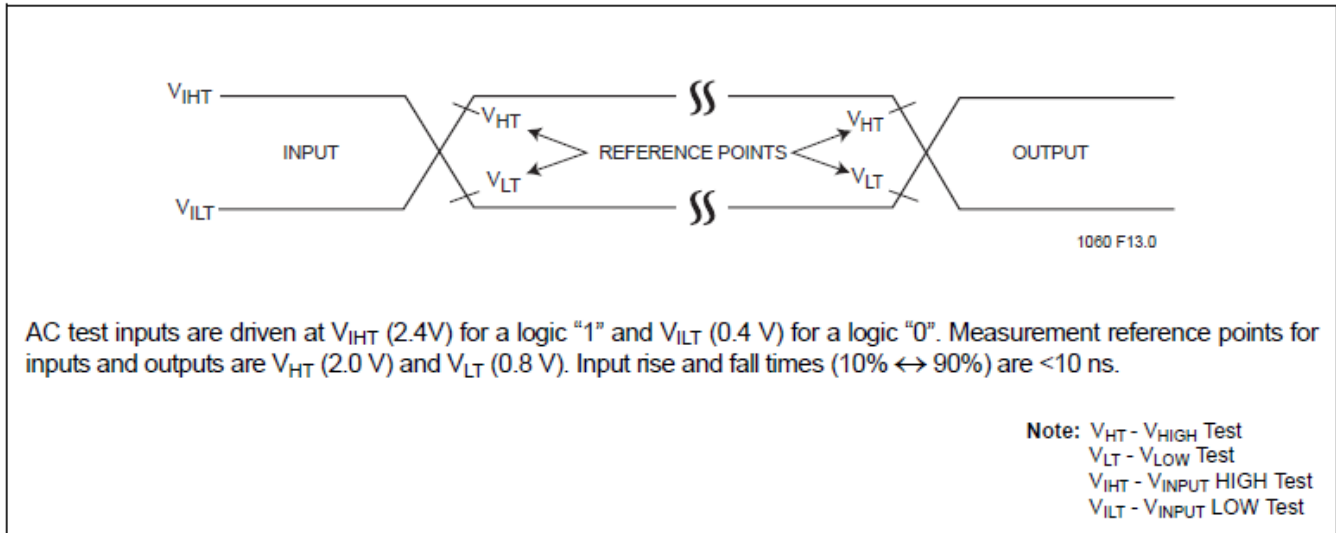 VIHT
VHT
VHT
INPUT
REFERENCE POINTS
OUTPUT
VLT
VLT
VILT
1060 F13.0
AC test inputs are driven at VIHT (2.4V) for a logic “1” and VILT (0.4 V) for a logic “0”. Measurement reference points for
inputs and outputs are VHT (2.0 V) and VLT (0.8 V). Input rise and fall times (10% ↔ 90%) are <10 ns.
Note: VHT - VHIGH Test
VLT - VLOW Test
VIHT - VINPUT HIGH Test
VILT - VINPUT LOW Test